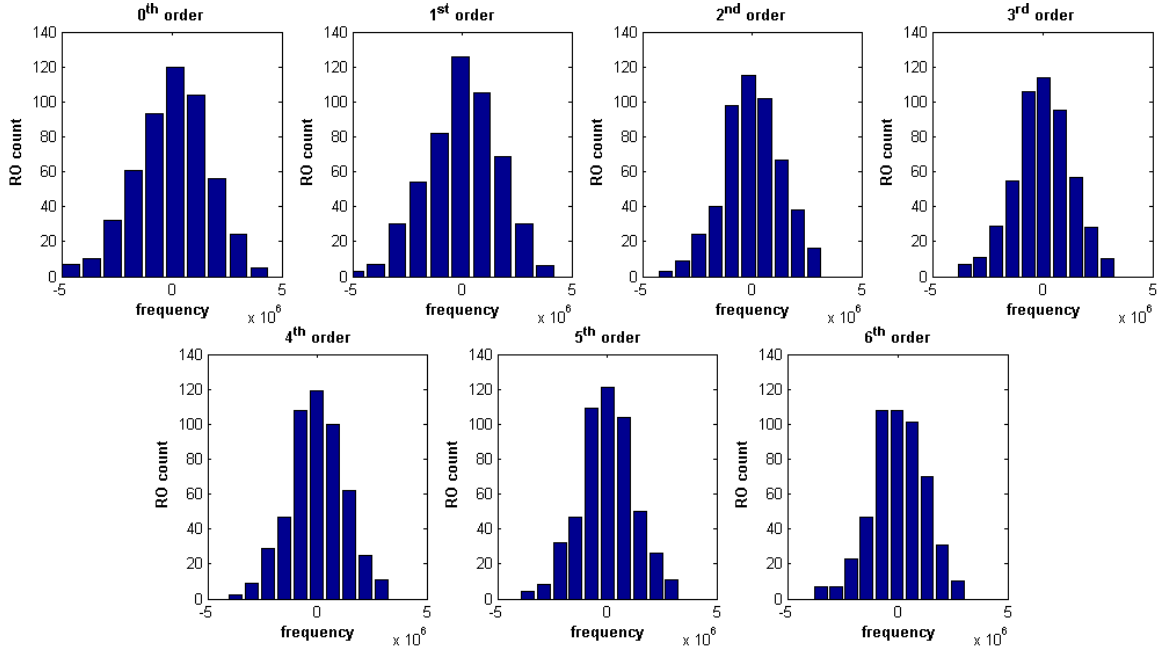 0th order
1st order
2nd order
3rd order
140
120
100
80
60
40
20
0
RO count
-5
0
5
frequency
x 10^6
140
120
100
80
60
40
20
0
RO count
-5
0
5
frequency
x 10^6
140
120
100
80
60
40
20
0
RO count
-5
0
5
frequency
x 10^6
140
120
100
80
60
40
20
0
RO count
-5
0
5
frequency
x 10^6
4th order
5th order
6th order
140
120
100
80
60
40
20
0
RO count
-5
0
5
frequency
x 10^6
140
120
100
80
60
40
20
0
RO count
-5
0
5
frequency
x 10^6
140
120
100
80
60
40
20
0
RO count
-5
0
5
frequency
x 10^6